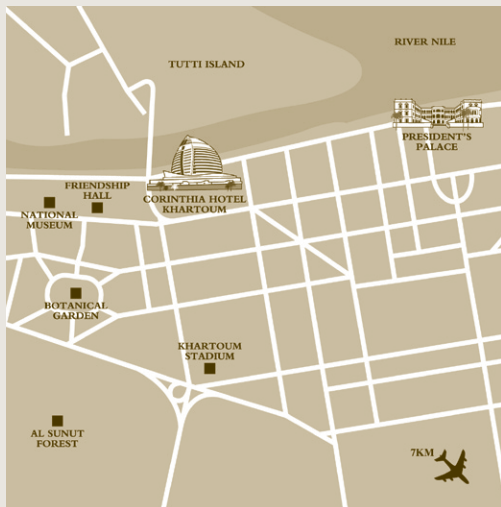 RIVER NILE
TUTTI ISLAND
PRESIDENT'S
PALACE
FRIENDSHIP
HALL
CORINTHIA HOTEL
KHARTOUM
NATIONAL
MUSEUM
BOTANICAL
GARDEN
KHARTOUM
STADIUM
AL SUNUT
FOREST
7KM